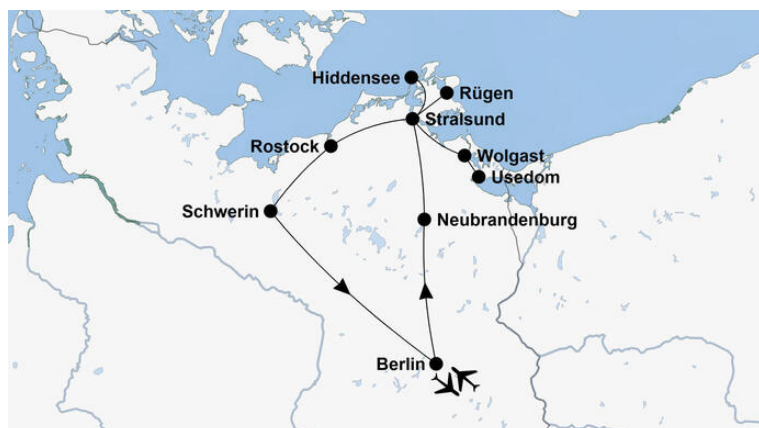 Hiddensee
Rügen
Stralsund
Rostock
Wolgast
Usedom
Schwerin
Neubrandenburg
Berlin